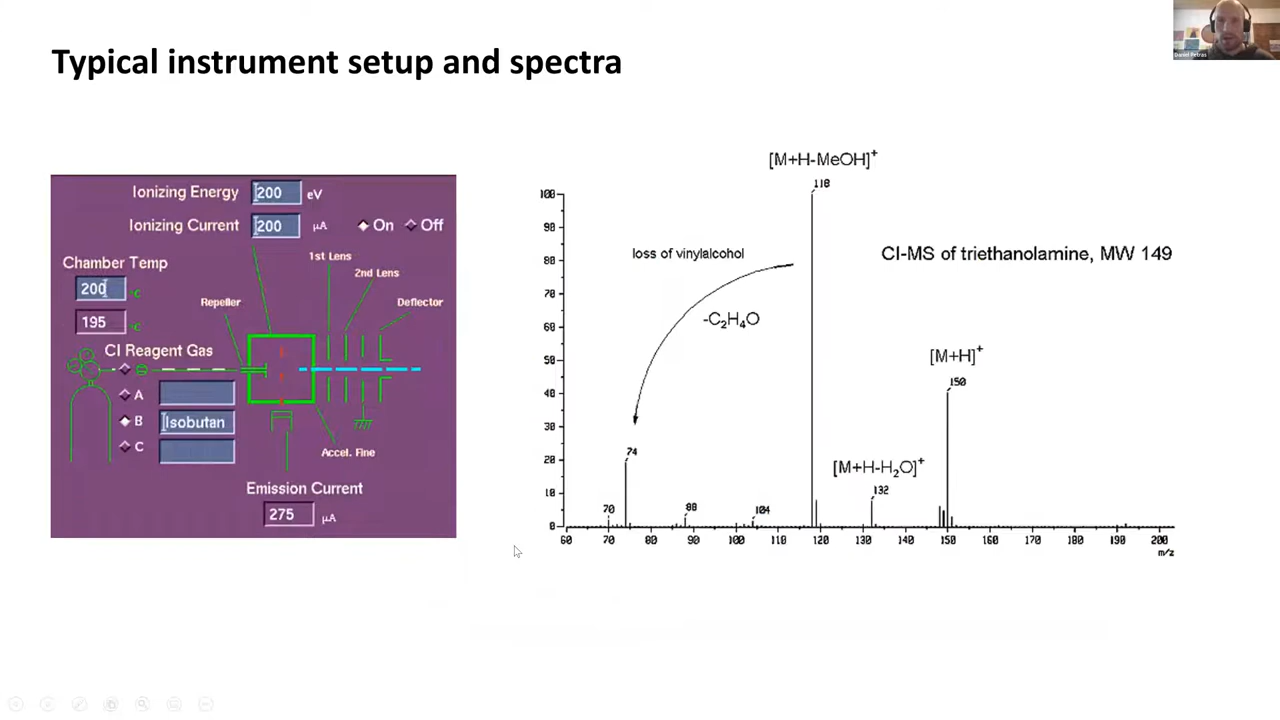 Typical instrument setup and spectra
Daniel Petras
Ionizing Energy 200 eV
Ionizing Current 200 µA On Off
Chamber Temp
200 °C
195 °C
1st Lens
2nd Lens
Repeller
Deflector
CI Reagent Gas
A
B Isobutan
C
Accel. Fine
Emission Current
275 µA
[M+H-MeOH]+
118
loss of vinylalcohol
CI-MS of triethanolamine, MW 149
-C2H4O
[M+H]+
150
[M+H-H2O]+
132
74
70
88
104
100
90
80
70
60
50
40
30
20
10
0
60 70 80 90 100 110 120 130 140 150 160 170 180 190 200
m/z